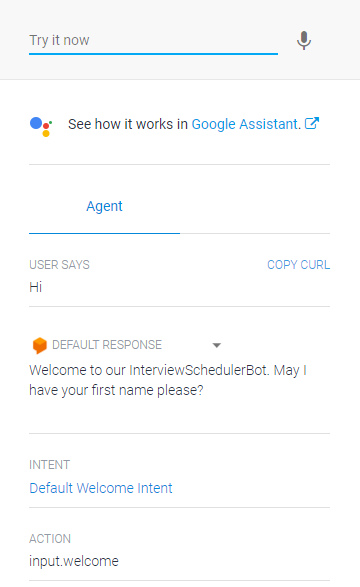 Try it now
See how it works in Google Assistant.
Agent
USER SAYS COPY CURL
Hi
DEFAULT RESPONSE
Welcome to our InterviewSchedulerBot. May I
have your first name please?
INTENT
Default Welcome Intent
ACTION
input.welcome